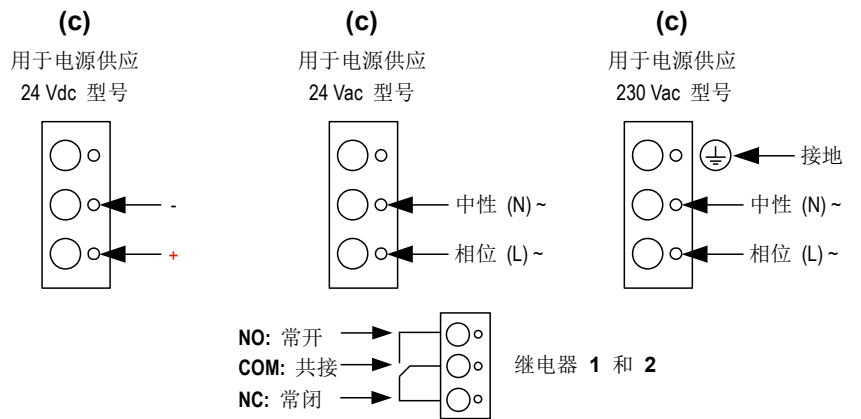 (c)
用于电源供应
24 Vdc 型号
-
+
(c)
用于电源供应
24 Vac 型号
中性 (N) ~
相位 (L) ~
(c)
用于电源供应
230 Vac 型号
接地
中性 (N) ~
相位 (L) ~
NO: 常开
COM: 共接
NC: 常闭
继电器 1 和 2